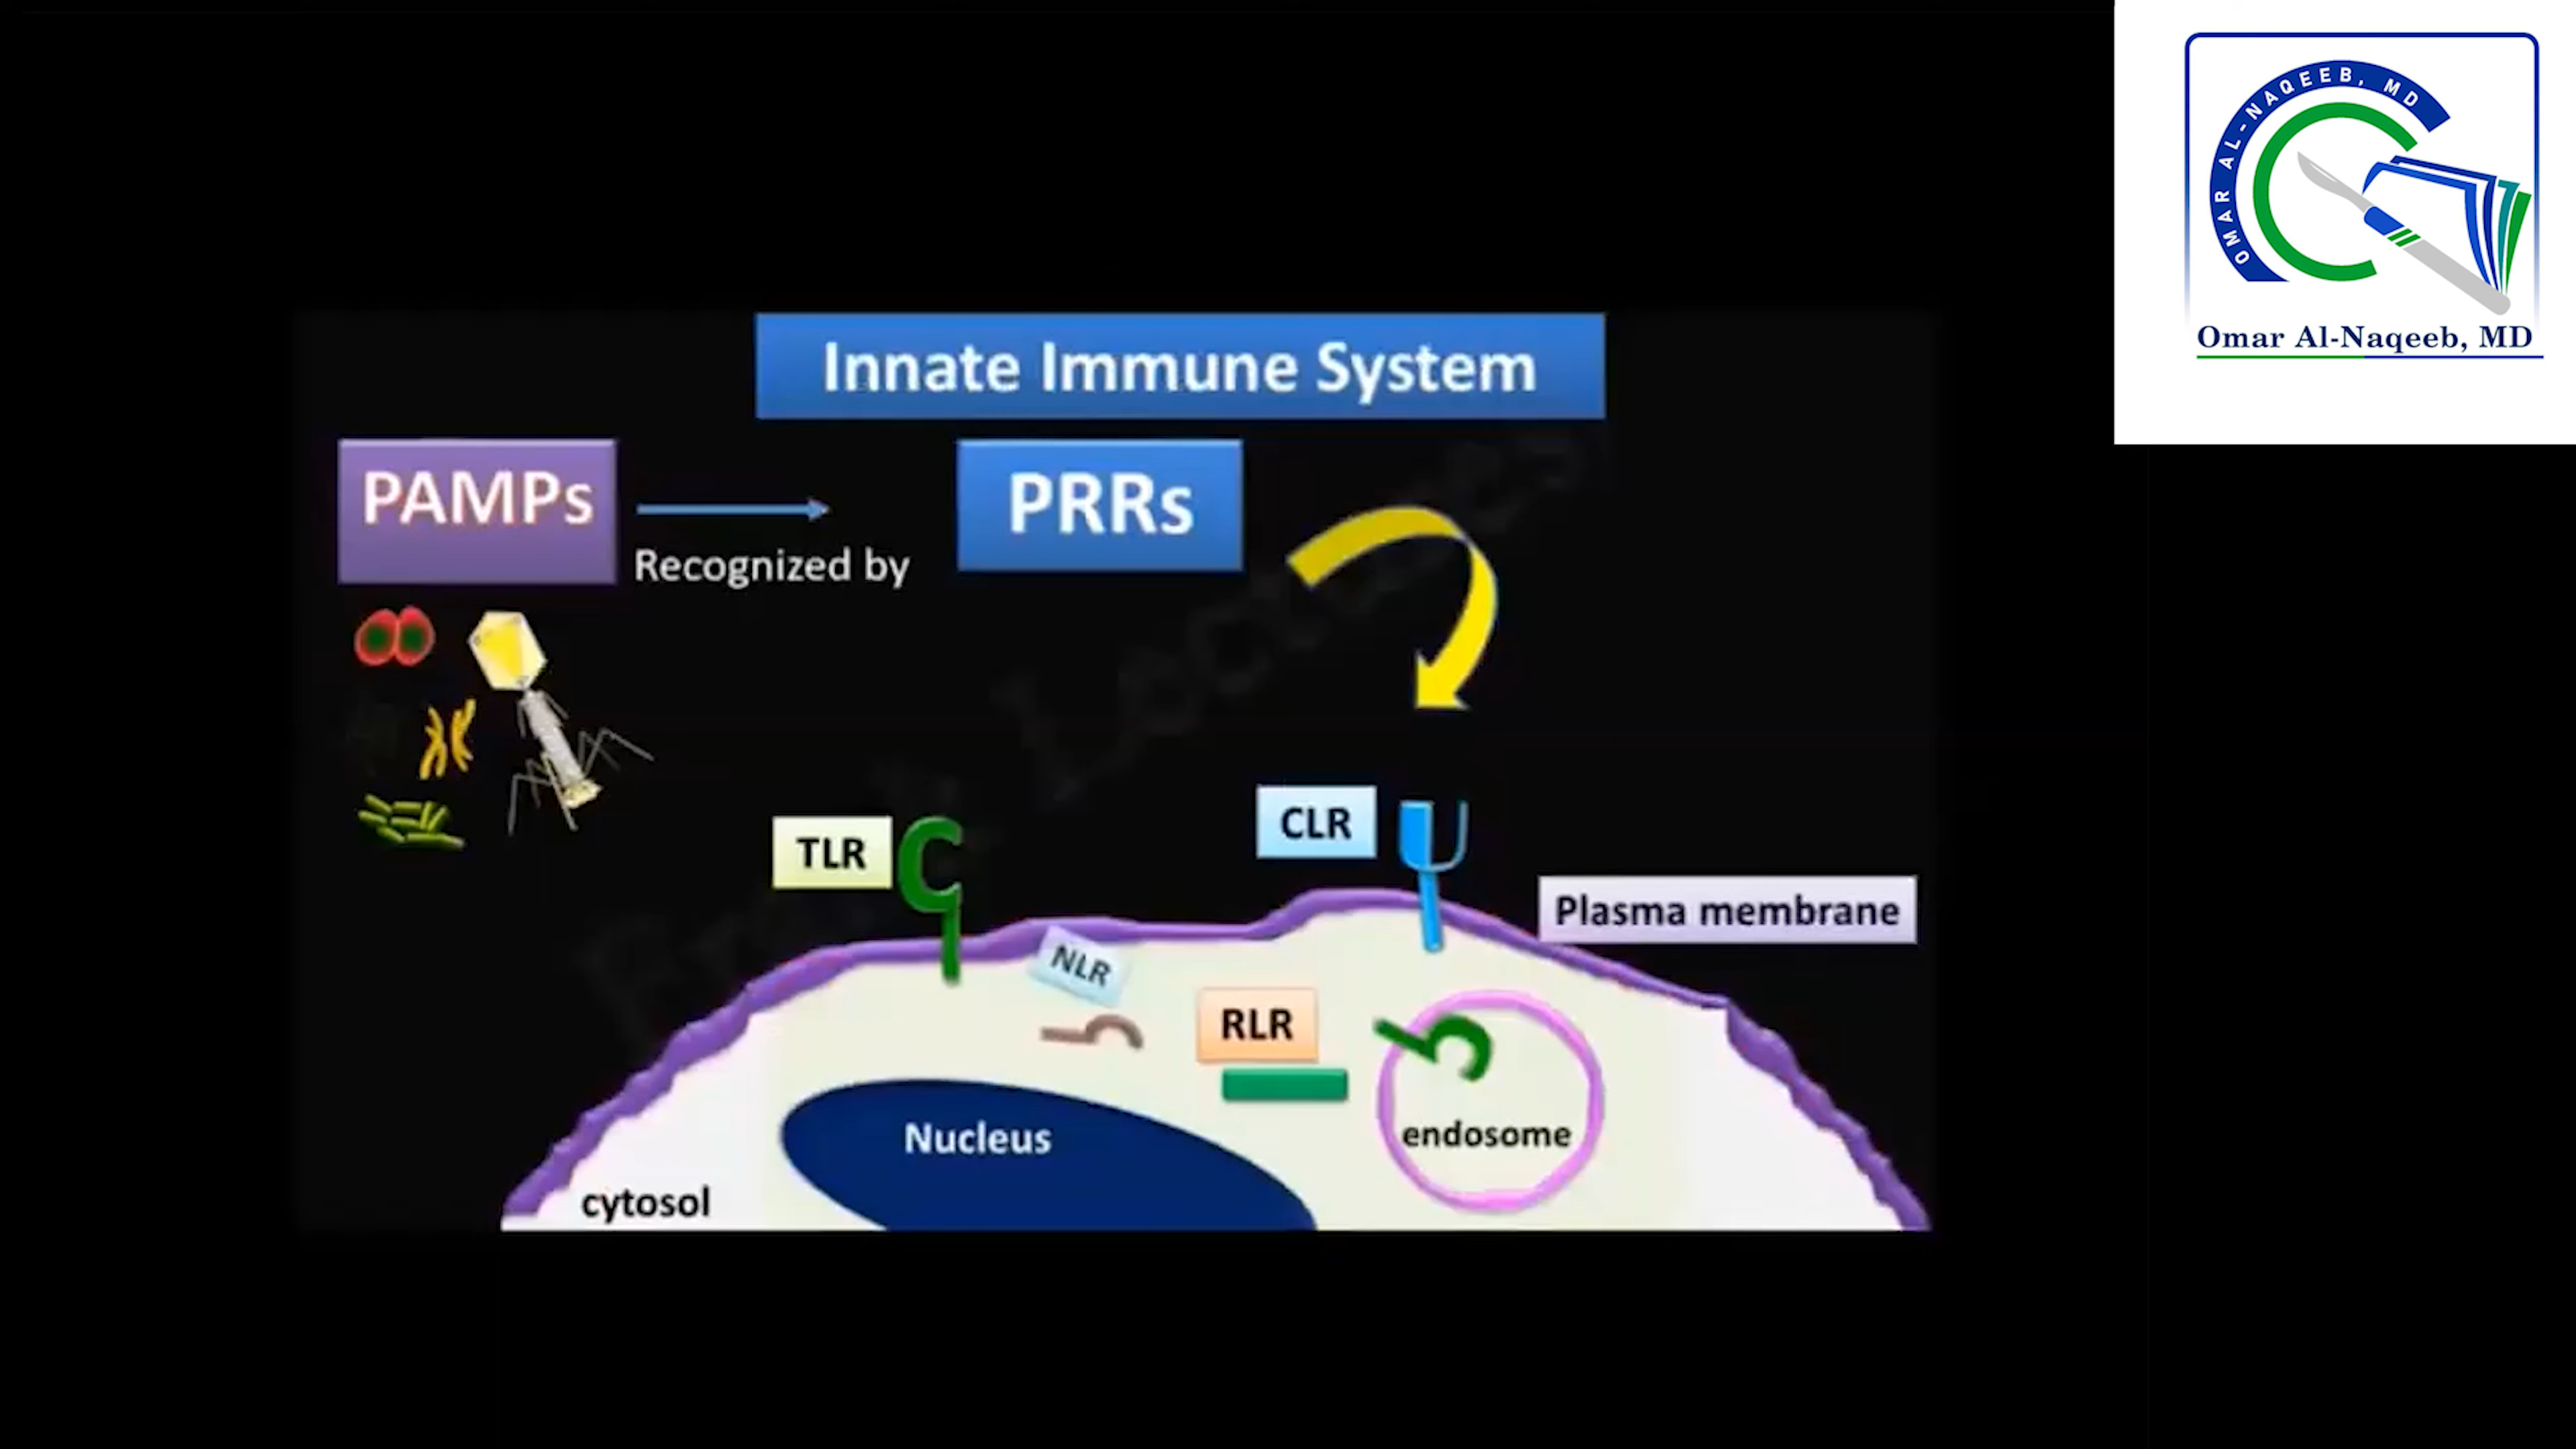 OMAR AL-NAQEEB, MD
Omar Al-Naqeeb, MD
Innate Immune System
PAMPs
Recognized by
PRRs
CLR
TLR
Plasma membrane
NLR
RLR
endosome
Nucleus
cytosol